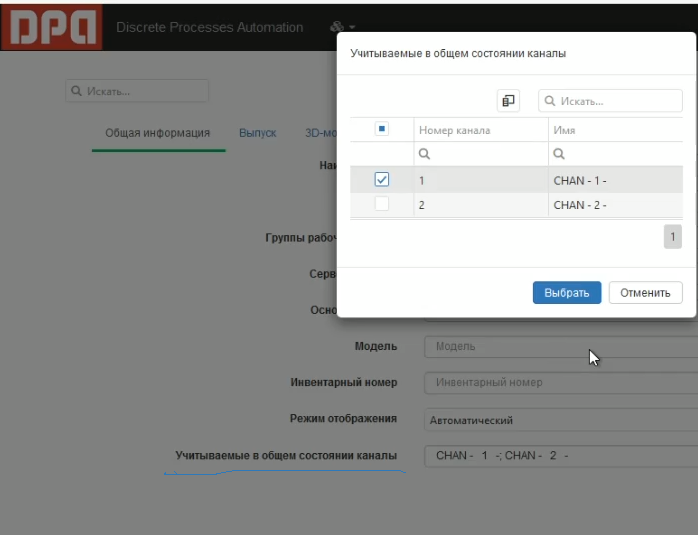 DPA Discrete Processes Automation
Учитываемые в общем состоянии каналы
Искать...
Искать...
Номер канала Имя
1 CHAN - 1 -
2 CHAN - 2 -
1
Выбрать Отменить
Общая информация Выпуск 3D-мо
Наи
Группы рабоч
Серв
Осно
Модель Модель
Инвентарный номер Инвентарный номер
Режим отображения Автоматический
Учитываемые в общем состоянии каналы CHAN - 1 -; CHAN - 2 -